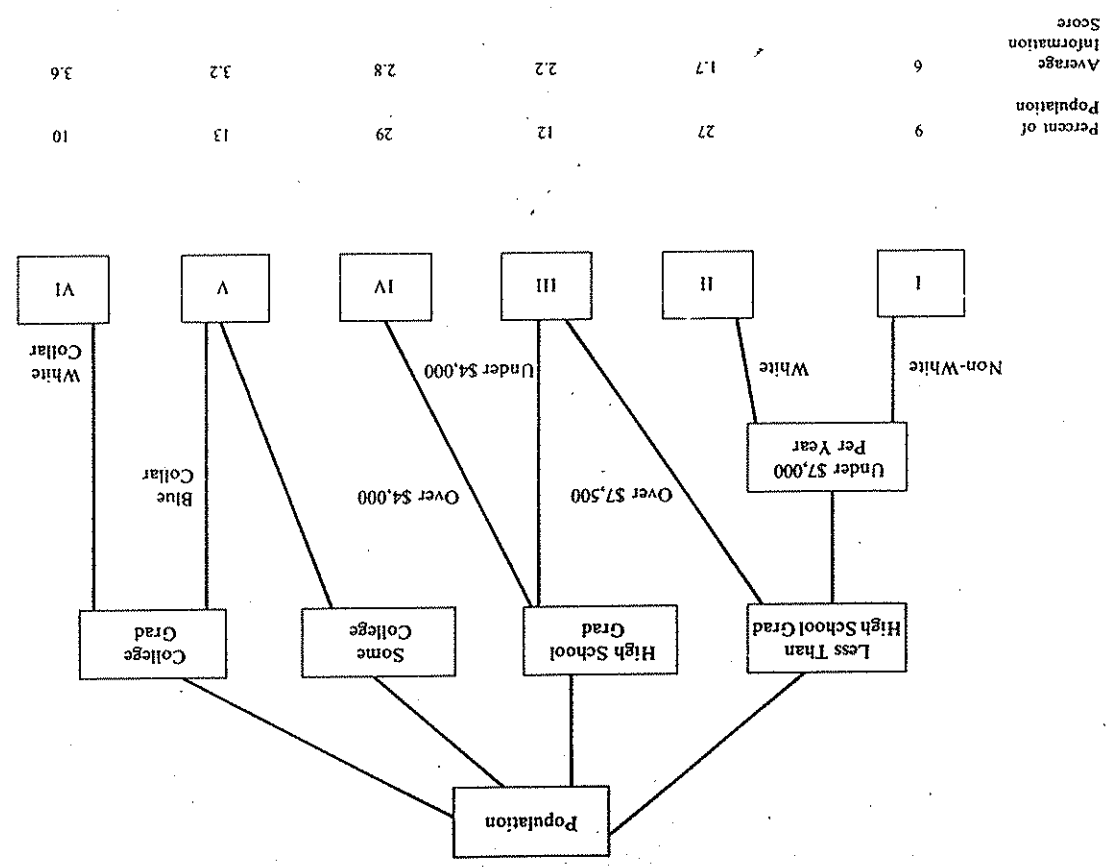 Population
Less Than
High School Grad
High School
Grad
Some
College
College
Grad
Under $7,000
Per Year
Over $7,500
Over $4,000
Blue
Collar
Non-White
White
Under $4,000
White
Collar
I
II
III
IV
V
VI
Percent of
Population
9
27
12
29
13
10
Average
Information
Score
9
1.7
2.2
2.8
3.2
3.6